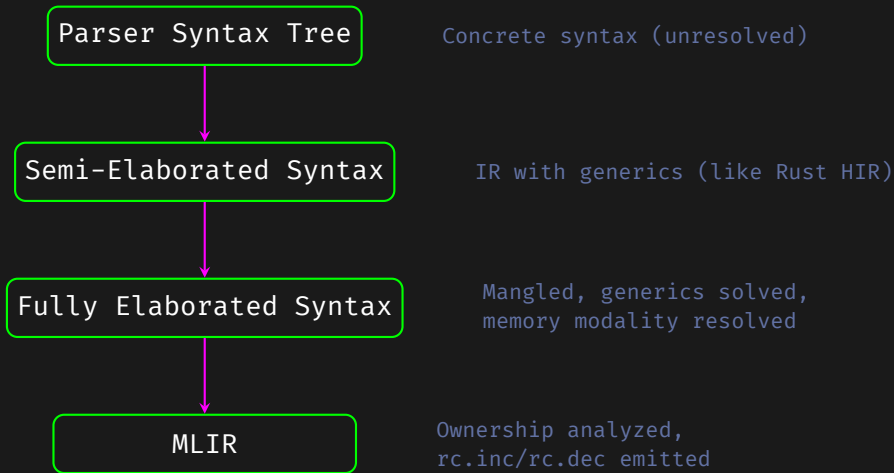 Parser Syntax Tree
Concrete syntax (unresolved)
Semi-Elaborated Syntax
IR with generics (like Rust HIR)
Fully Elaborated Syntax
Mangled, generics solved,
memory modality resolved
MLIR
Ownership analyzed,
rc.inc/rc.dec emitted